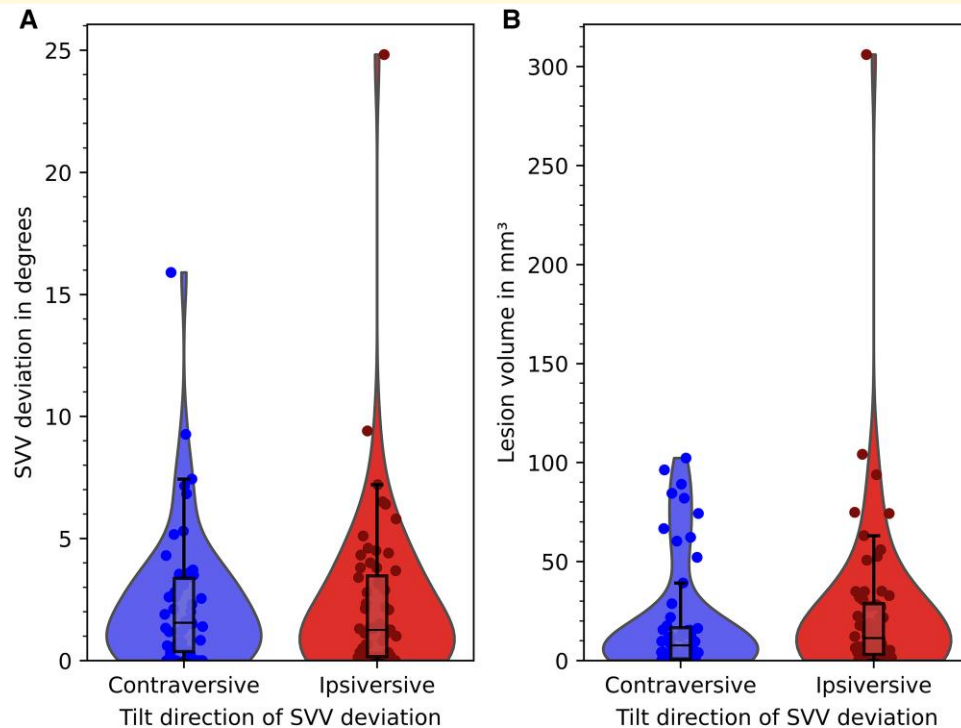 A
SVV deviation in degrees
25
20
15
10
5
0
Contraversive
Ipsiversive
Tilt direction of SVV deviation
B
Lesion volume in mm³
300
250
200
150
100
50
0
Contraversive
Ipsiversive
Tilt direction of SVV deviation